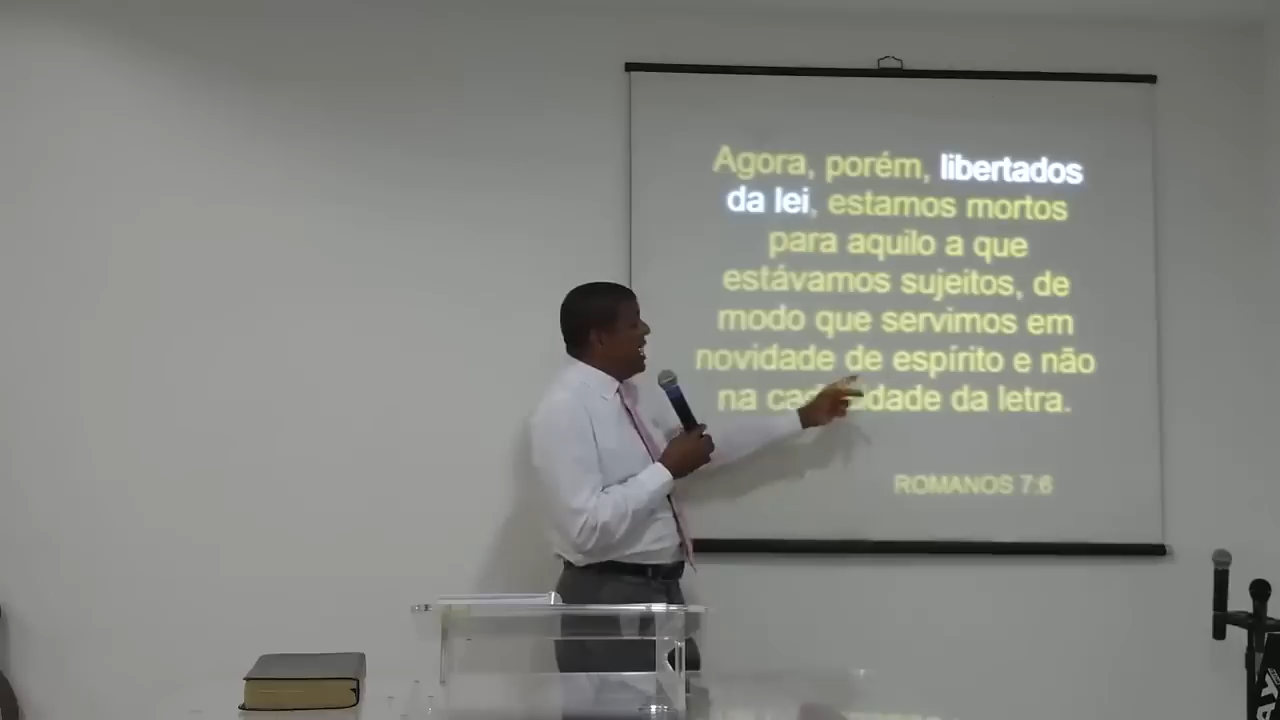 Agora, porém, libertados
da lei, estamos mortos
para aquilo a que
estávamos sujeitos, de
modo que servimos em
novidade de espírito e não
na da letra.
ROMANOS 7:6